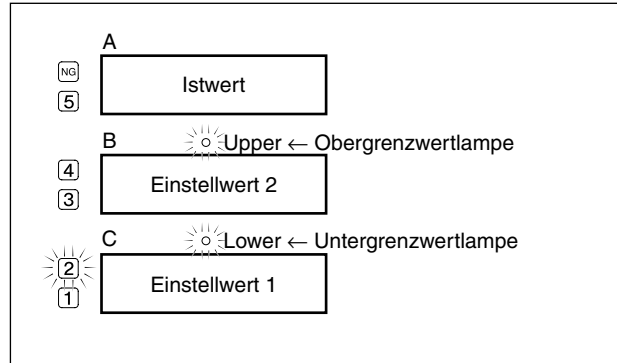 A
NG
Istwert
5
B
Upper ← Obergrenzwertlampe
4
Einstellwert 2
3
C
Lower ← Untergrenzwertlampe
2
Einstellwert 1
1